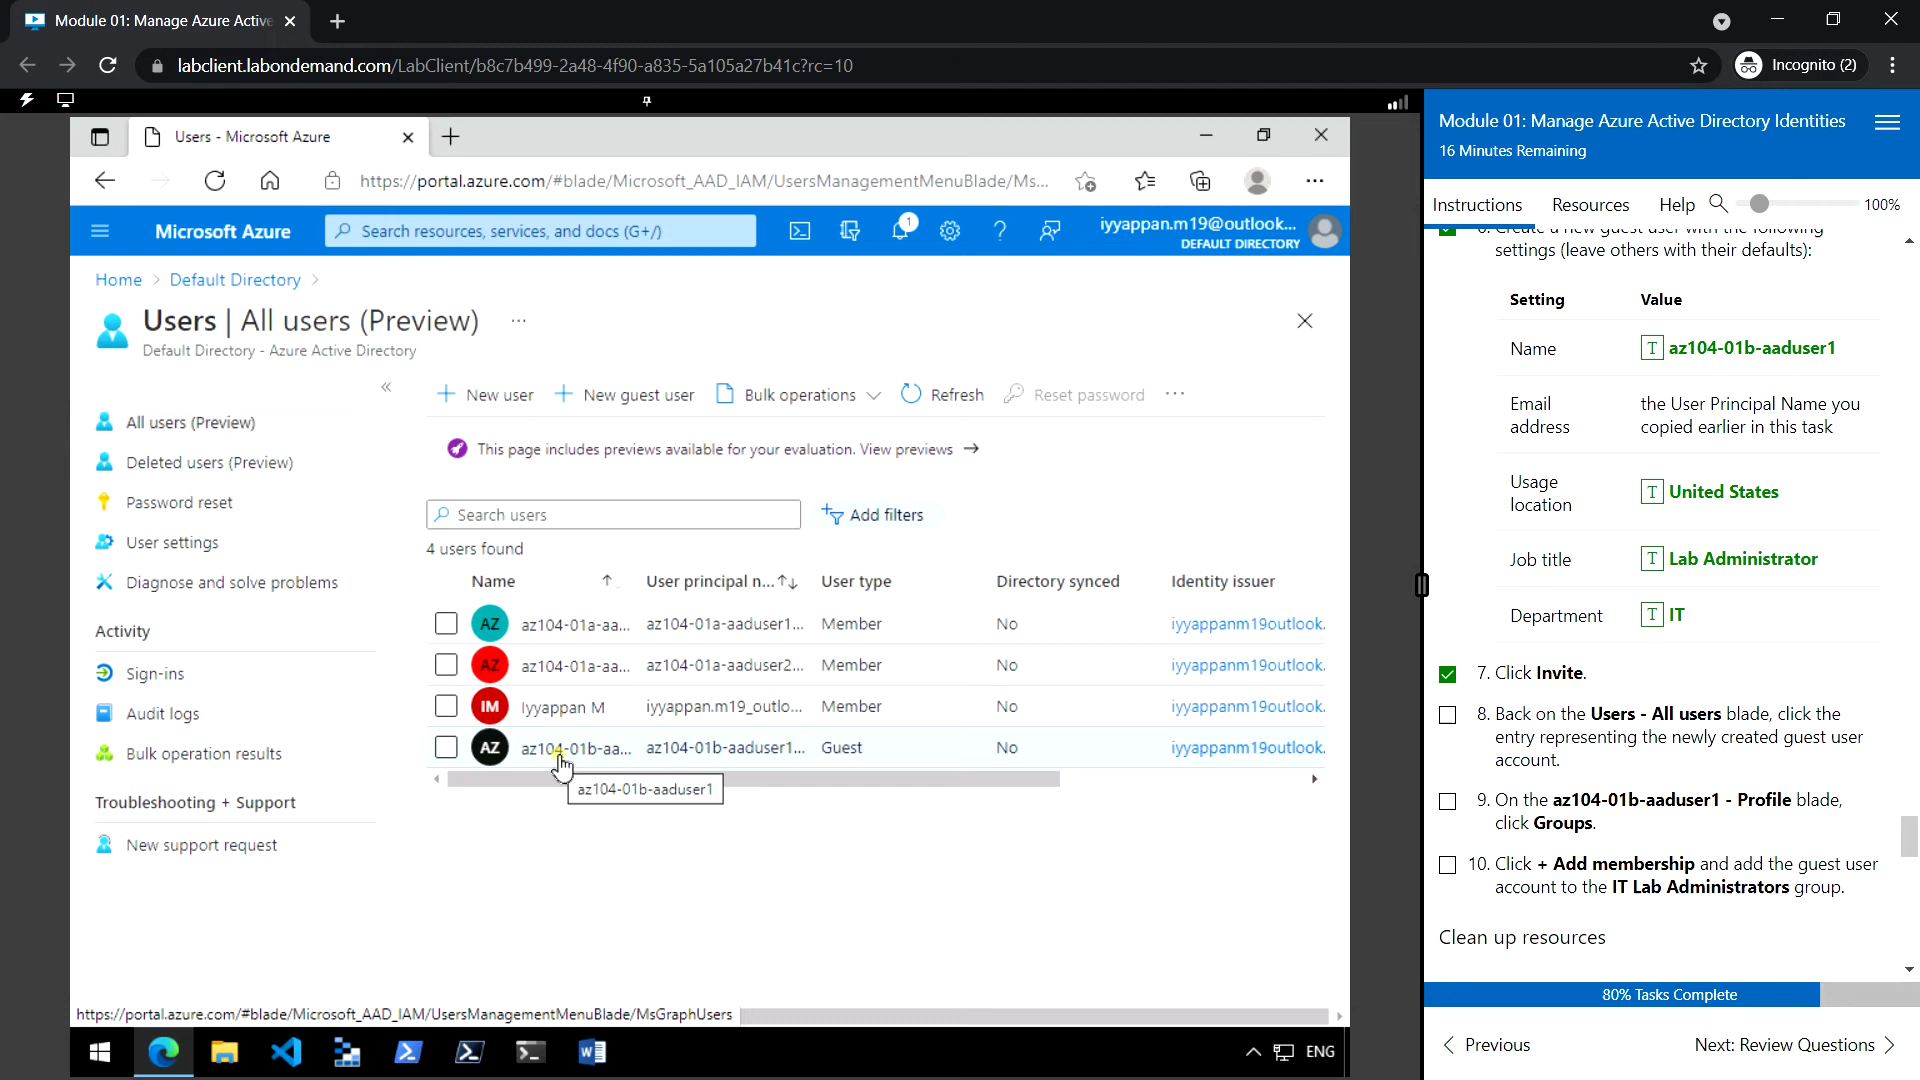 Module 01: Manage Azure Active
labclient.labondemand.com/LabClient/b8c7b499-2a48-4f90-a835-5a105a27b41c?rc=10
Incognito (2)
Users - Microsoft Azure
https://portal.azure.com/#blade/Microsoft_AAD_IAM/UsersManagementMenuBlade/Ms...
Microsoft Azure
Search resources, services, and docs (G+/)
1
iyyappan.m19@outlook...
DEFAULT DIRECTORY
Home > Default Directory >
Users | All users (Preview) ...
Default Directory - Azure Active Directory
«
All users (Preview)
Deleted users (Preview)
Password reset
User settings
Diagnose and solve problems
Activity
Sign-ins
Audit logs
Bulk operation results
Troubleshooting + Support
New support request
New user
New guest user
Bulk operations
Refresh
Reset password
...
This page includes previews available for your evaluation. View previews →
Search users
Add filters
4 users found
Name ↑ User principal n...↑↓ User type Directory synced Identity issuer
AZ az104-01a-aa... az104-01a-aaduser1... Member No iyyappanm19outlook.
AZ az104-01a-aa... az104-01a-aaduser2... Member No iyyappanm19outlook.
IM Iyyappan M iyyappan.m19_outlo... Member No iyyappanm19outlook.
AZ az104-01b-aa... az104-01b-aaduser1... Guest No iyyappanm19outlook.
az104-01b-aaduser1
https://portal.azure.com/#blade/Microsoft_AAD_IAM/UsersManagementMenuBlade/MsGraphUsers
ENG
Module 01: Manage Azure Active Directory Identities
16 Minutes Remaining
Instructions Resources Help 100%
6. Create a new guest user with the following
settings (leave others with their defaults):
Setting Value
Name T az104-01b-aaduser1
Email address the User Principal Name you
copied earlier in this task
Usage location T United States
Job title T Lab Administrator
Department T IT
7. Click Invite.
8. Back on the Users - All users blade, click the
entry representing the newly created guest user
account.
9. On the az104-01b-aaduser1 - Profile blade,
click Groups.
10. Click + Add membership and add the guest user
account to the IT Lab Administrators group.
Clean up resources
80% Tasks Complete
Previous
Next: Review Questions